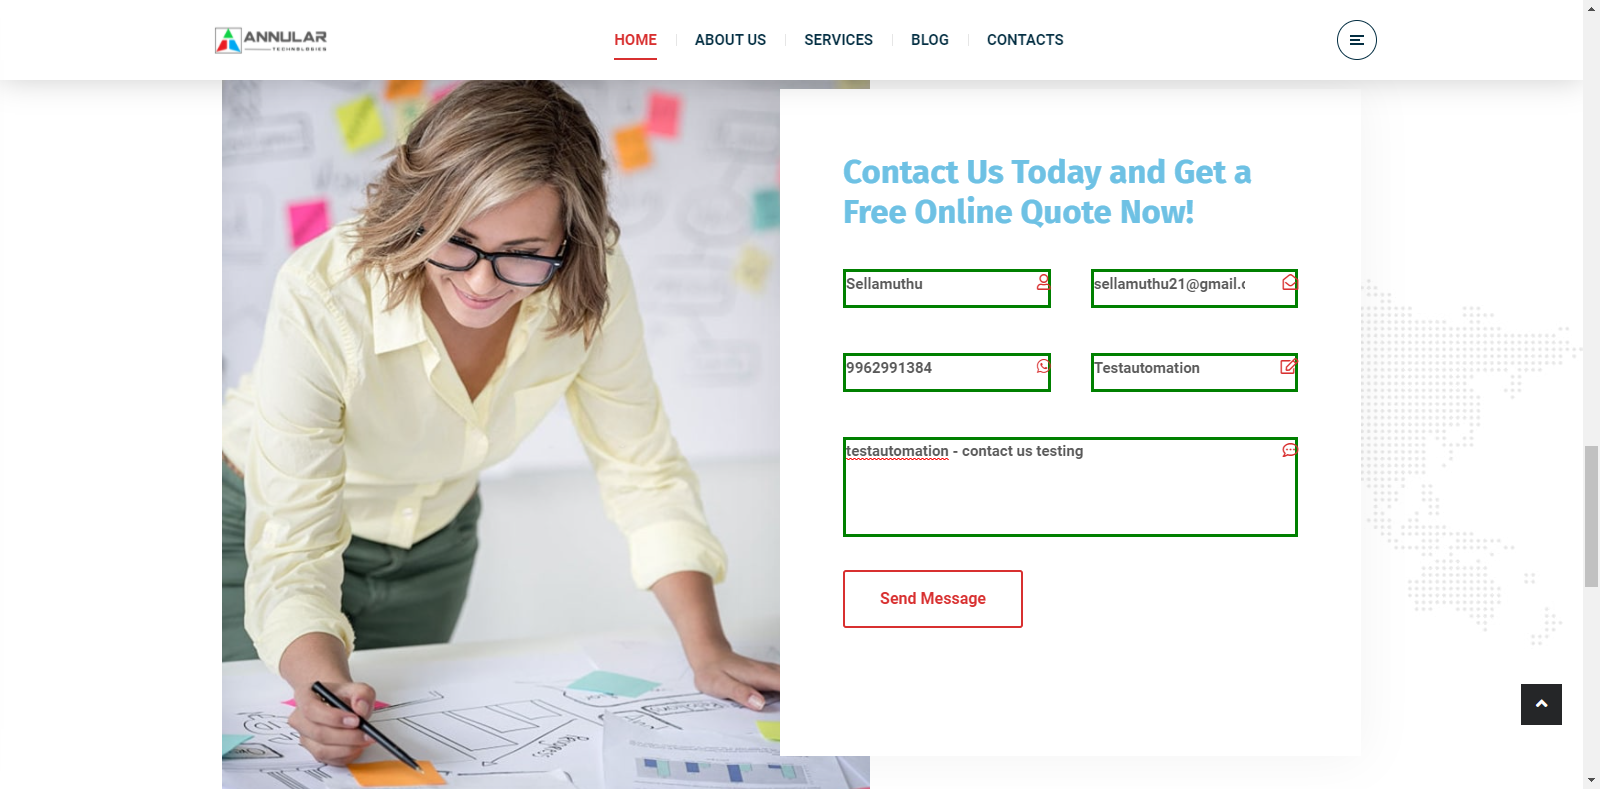 ANNULAR
TECHNOLOGIES
HOME
ABOUT US
SERVICES
BLOG
CONTACTS
Contact Us Today and Get a
Free Online Quote Now!
Sellamuthu
sellamuthu21@gmail.c
9962991384
Testautomation
testautomation - contact us testing
Send Message